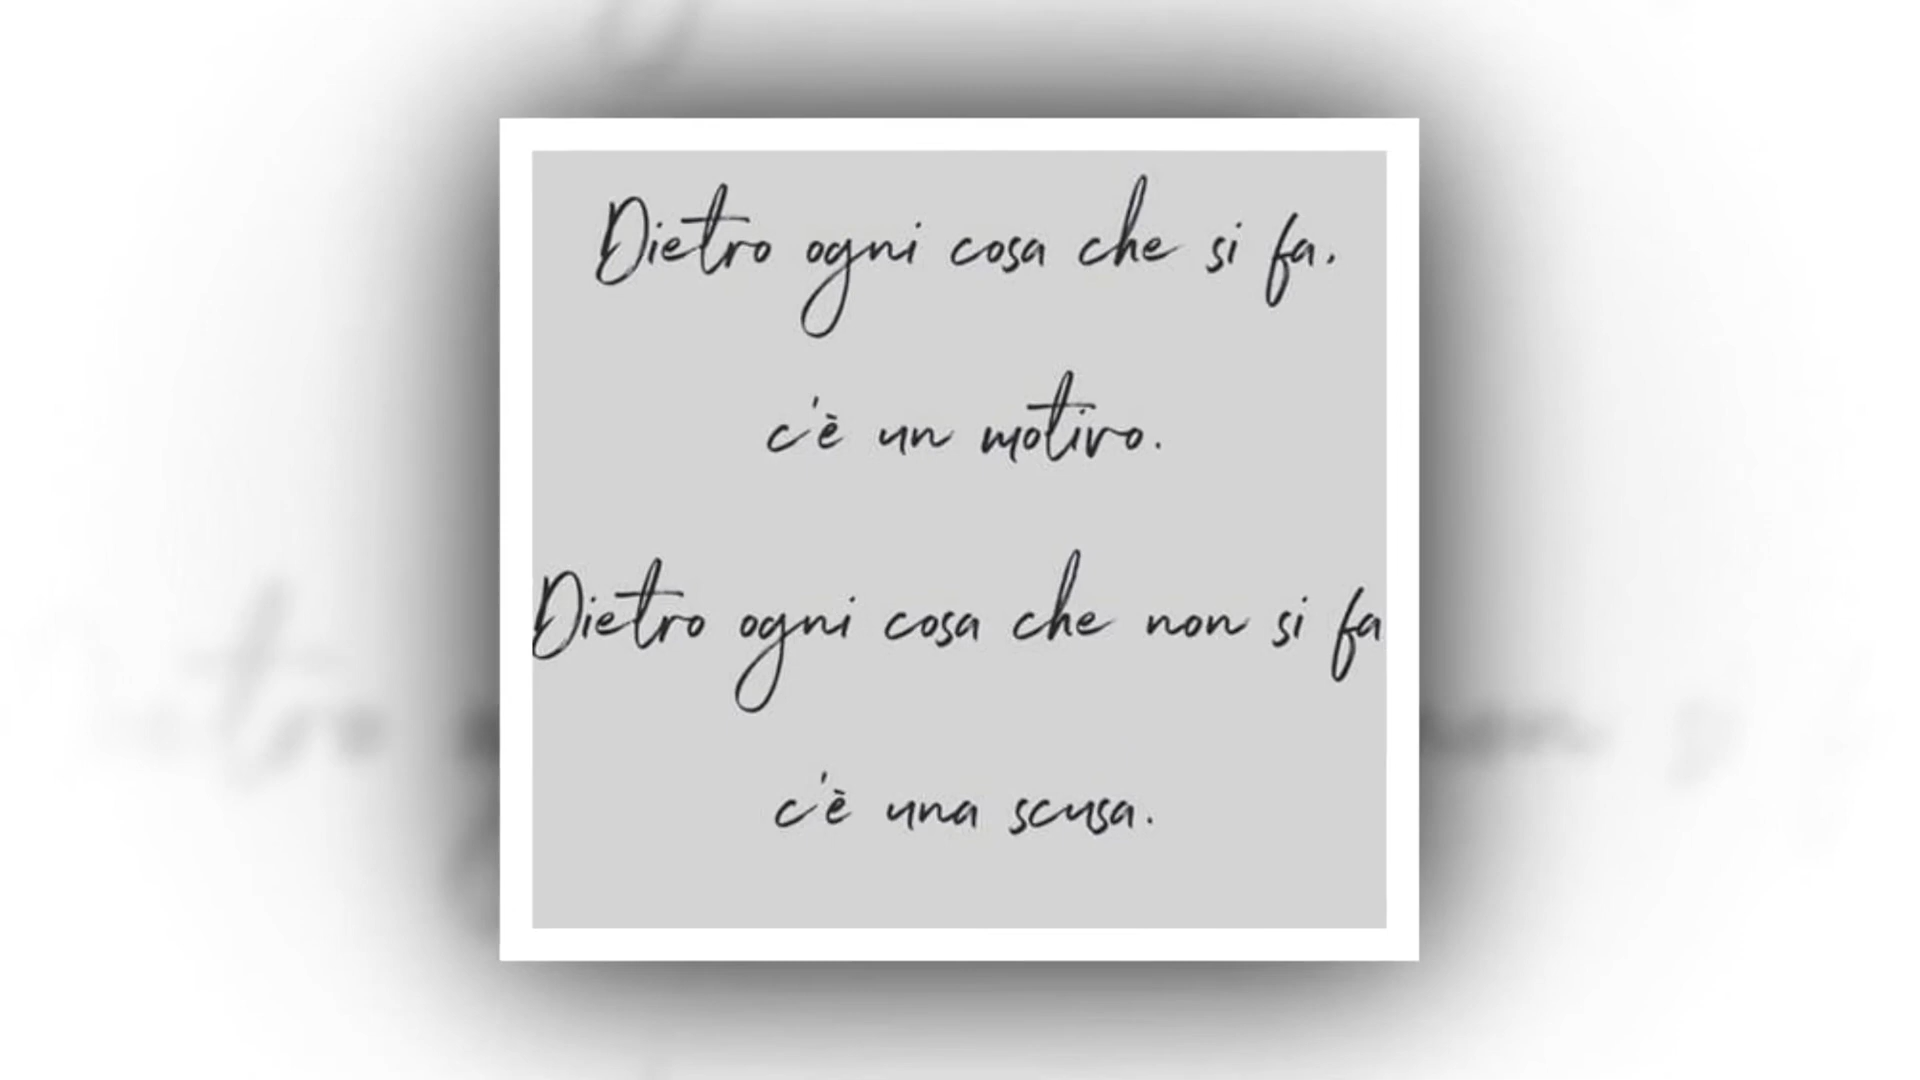 Dietro ogni cosa che si fa.
c'è un motivo.
Dietro ogni cosa che non si fa
c'è una scusa.